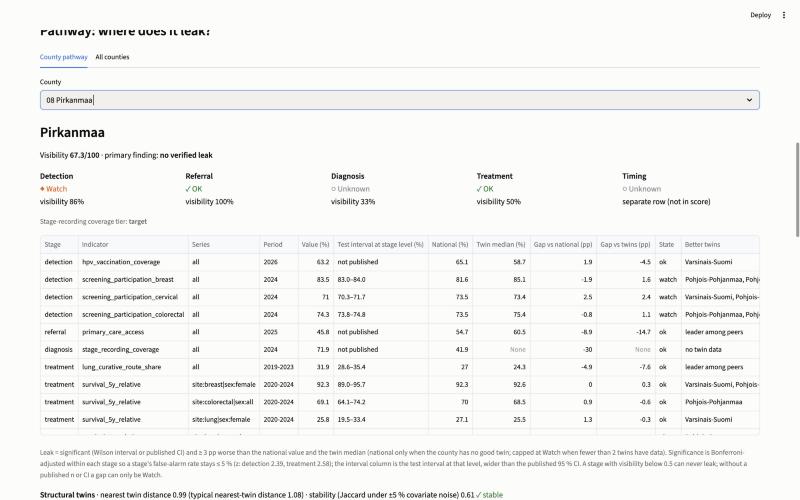 Deploy
Pathway: where does it leak?
County pathway All counties
County
08 Pirkanmaa
Pirkanmaa
Visibility 67.3/100 · primary finding: no verified leak
Detection Referral Diagnosis Treatment Timing
♦ Watch ✓ OK ○ Unknown ✓ OK ○ Unknown
visibility 86% visibility 100% visibility 33% visibility 50% separate row (not in score)
Stage-recording coverage tier: target
Stage Indicator Series Period Value (%) Test interval at stage level (%) National (%) Twin median (%) Gap vs national (pp) Gap vs twins (pp) State Better twins
detection hpv_vaccination_coverage all 2026 63.2 not published 65.1 58.7 1.9 -4.5 ok Varsinais-Suomi
detection screening_participation_breast all 2024 83.5 83.0–84.0 81.6 85.1 -1.9 1.6 watch Pohjois-Pohjanmaa, Pohj
detection screening_participation_cervical all 2024 71 70.3–71.7 73.5 73.4 2.5 2.4 watch Varsinais-Suomi, Pohjois-
detection screening_participation_colorectal all 2024 74.3 73.8–74.8 73.5 75.4 -0.8 1.1 watch Pohjois-Pohjanmaa, Pohj
referral primary_care_access all 2025 45.8 not published 54.7 60.5 -8.9 -14.7 ok leader among peers
diagnosis stage_recording_coverage all 2024 71.9 not published 41.9 None -30 None ok no twin data
treatment lung_curative_route_share all 2019-2023 31.9 28.6–35.4 27 24.3 -4.9 -7.6 ok leader among peers
treatment survival_5y_relative site:breast|sex:female 2020-2024 92.3 89.0–95.7 92.3 92.6 0 0.3 ok Varsinais-Suomi, Pohjois-
treatment survival_5y_relative site:colorectal|sex:all 2020-2024 69.1 64.1–74.2 70 68.5 0.9 -0.6 ok Pohjois-Pohjanmaa
treatment survival_5y_relative site:lung|sex:female 2020-2024 25.8 19.5–33.4 27.1 25.5 1.3 -0.3 ok Varsinais-Suomi
Leak = significant (Wilson interval or published CI) and ≥ 3 pp worse than the national value and the twin median (national only when the county has no good twin; capped at Watch when fewer than 2 twins have data). Significance is Bonferroni-
adjusted within each stage so a stage's false-alarm rate stays ≤ 5 % (z: detection 2.39, treatment 2.58); the interval column is the test interval at that level, wider than the published 95 % CI. A stage with visibility below 0.5 can never leak; without a
published n or CI a gap can only be Watch.
Structural twins · nearest twin distance 0.99 (typical nearest-twin distance 1.08) · stability (Jaccard under ±5 % covariate noise) 0.61 ✓ stable